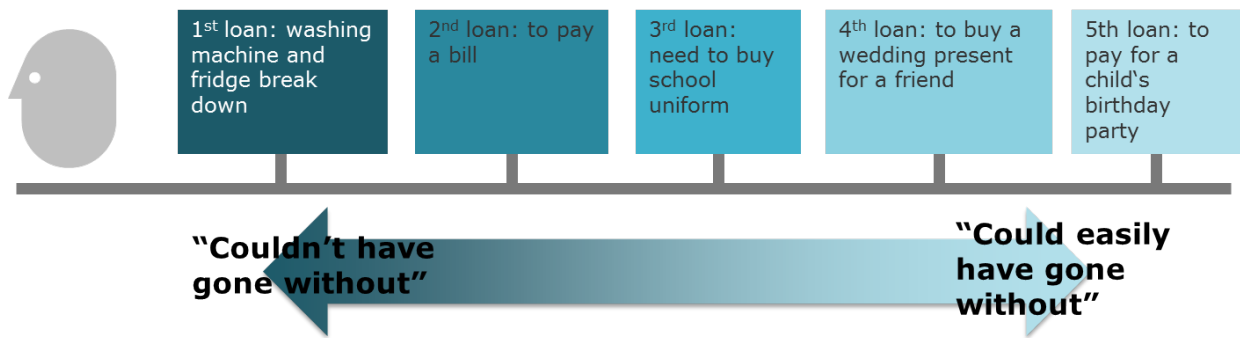 1st loan: washing
machine and
fridge break
down
2nd loan: to pay
a bill
3rd loan:
need to buy
school
uniform
4th loan: to buy a
wedding present
for a friend
5th loan: to
pay for a
child‘s
birthday
party
“Couldn’t have
gone without”
“Could easily
have gone
without”